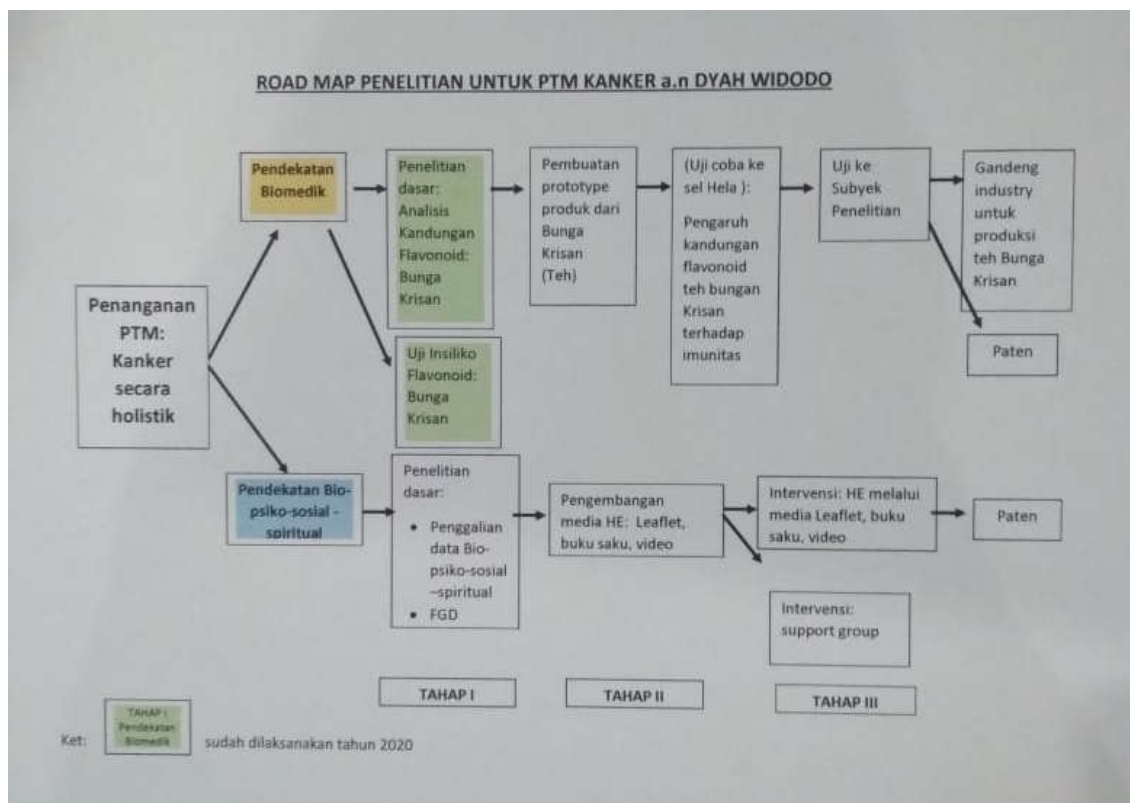 ROAD MAP PENELITIAN UNTUK PTM KANKER a.n DYAH WIDODO
Penanganan
PTM:
Kanker
secara
holistik
Pendekatan
Biomedik
Penelitian
dasar:
Analisis
Kandungan
Flavonoid:
Bunga
Krisan
Pembuatan
prototype
produk dari
Bunga
Krisan
(Teh)
(Uji coba ke
sel Hela ):
Pengaruh
kandungan
flavonoid
teh bungan
Krisan
terhadap
imunitas
Uji ke
Subyek
Penelitian
Gandeng
industry
untuk
produksi
teh Bunga
Krisan
Paten
Uji Insiliko
Flavonoid:
Bunga
Krisan
Pendekatan Bio-
psiko-sosial -
spiritual
Penelitian
dasar:
• Penggalian
data Bio-
psiko-sosial
–spiritual
• FGD
Pengembangan
media HE: Leaflet,
buku saku, video
Intervensi: HE melalui
media Leaflet, buku
saku, video
Paten
Intervensi:
support group
TAHAP I
TAHAP II
TAHAP III
Ket:
TAHAP I
Pendekatan
Biomedik
sudah dilaksanakan tahun 2020